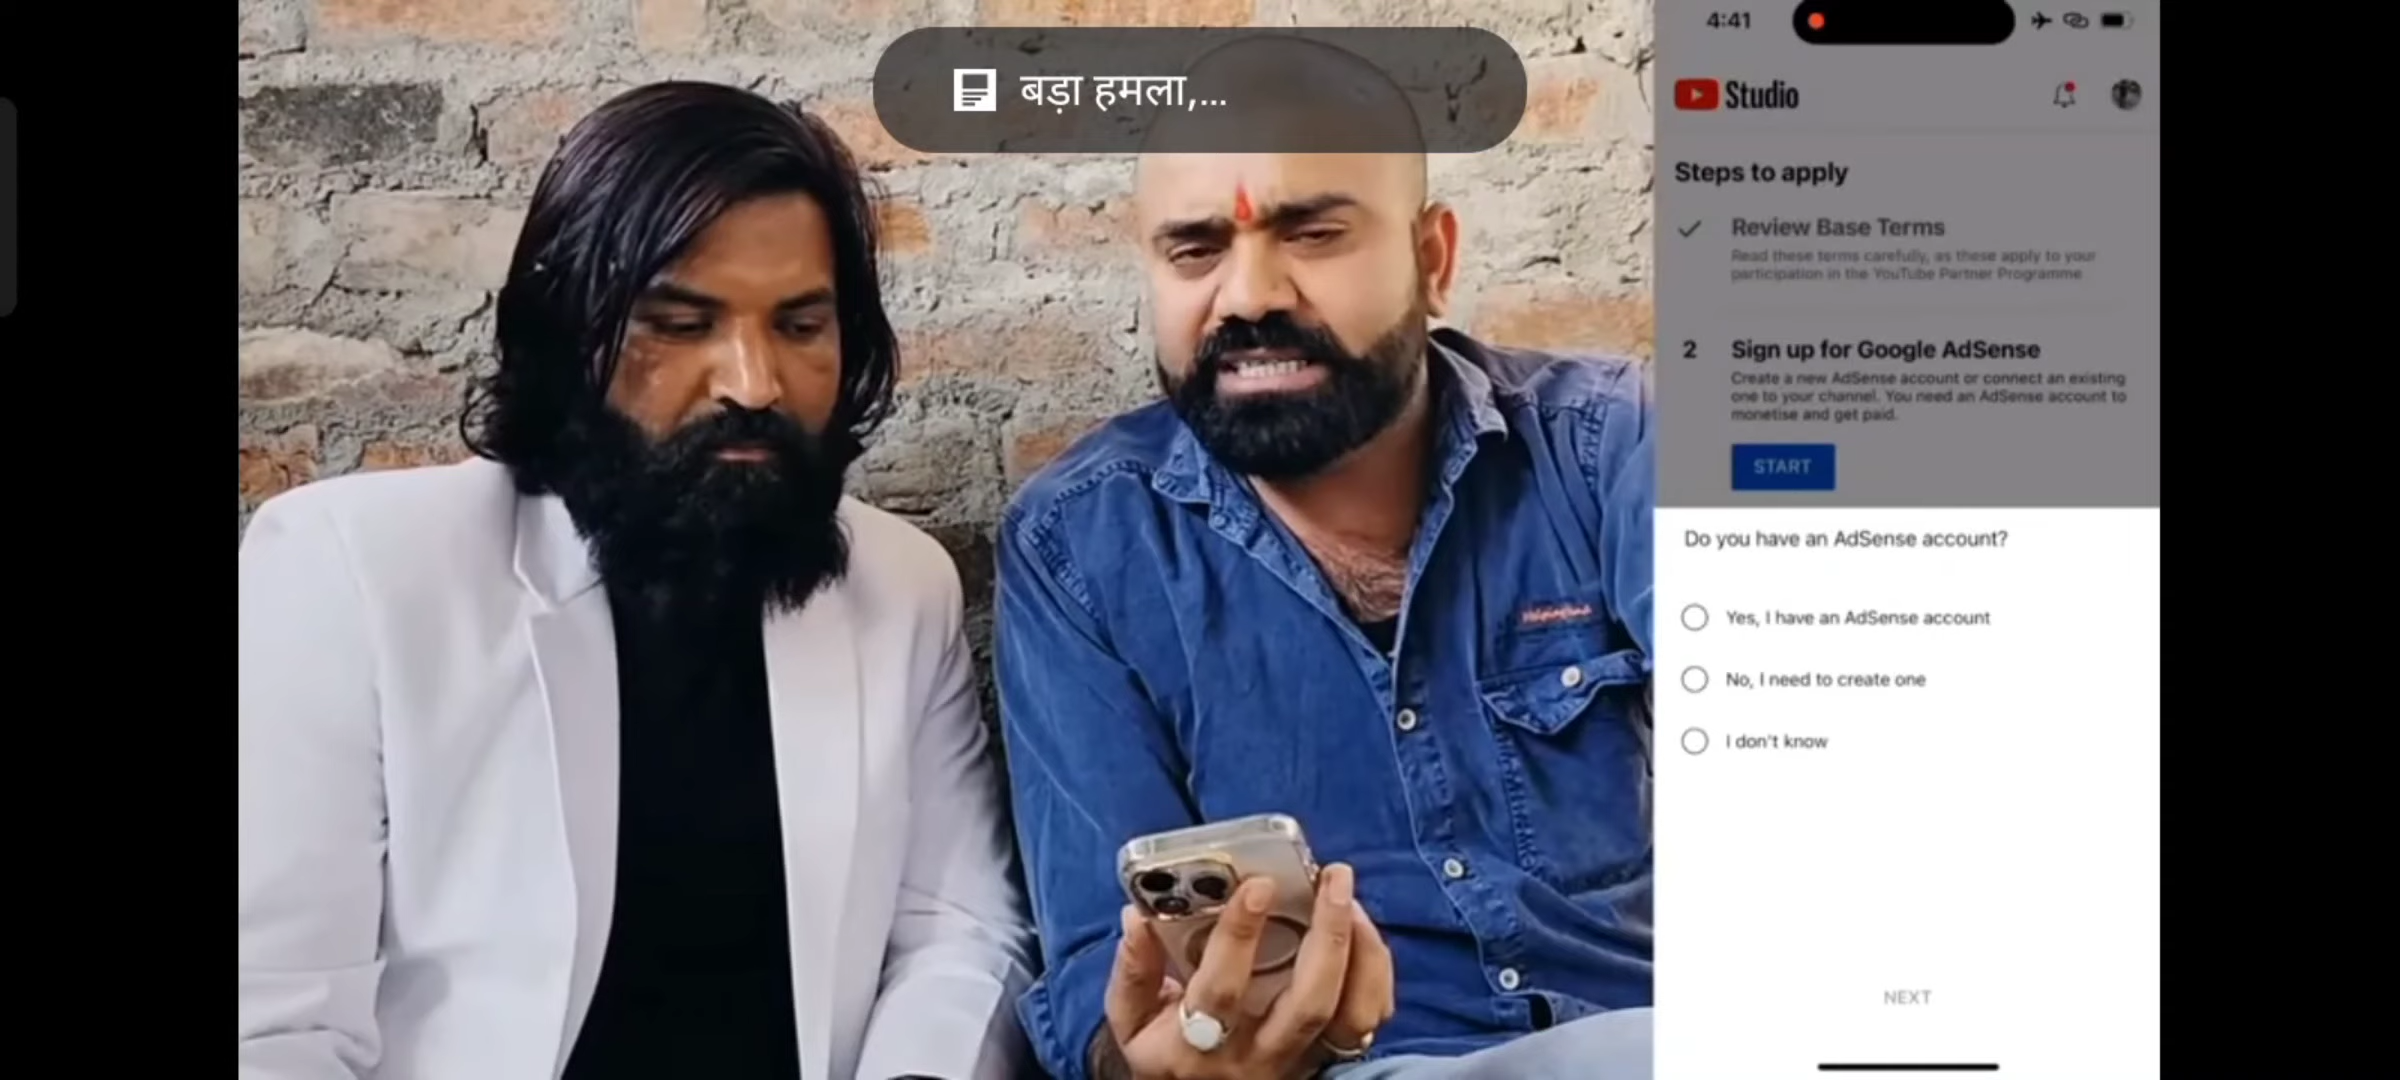 बड़ा हमला,...
4:41
Studio
Steps to apply
Review Base Terms
Read these terms carefully, as these apply to your
participation in the YouTube Partner Programme
2 Sign up for Google AdSense
Create a new AdSense account or connect an existing
one to your channel. You need an AdSense account to
monetise and get paid.
START
Do you have an AdSense account?
Yes, I have an AdSense account
No, I need to create one
I don't know
NEXT